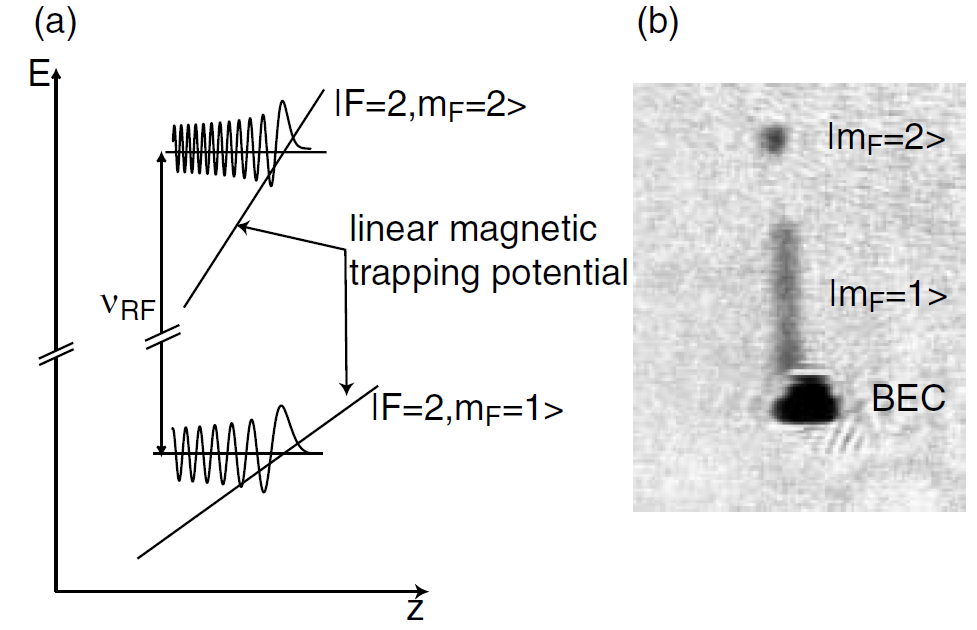 (a)
E
|F=2,mF=2>
linear magnetic
trapping potential
νRF
|F=2,mF=1>
z
(b)
|mF=2>
|mF=1>
BEC